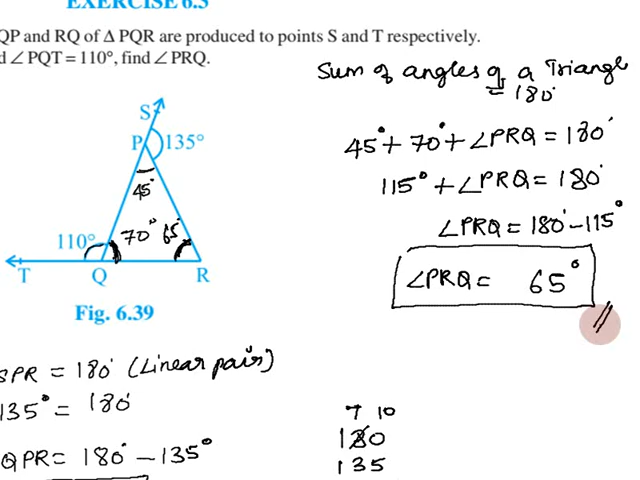 EXERCISE 6.3
QP and RQ of Δ PQR are produced to points S and T respectively.
∠ PQT = 110°, find ∠ PRQ.
Sum of angles of a Triangle
= 180°
45° + 70° + ∠PRQ = 180°
115° + ∠PRQ = 180°
∠PRQ = 180° – 115°
∠PRQ = 65°
S
P 135°
45°
110° 70° 65°
T Q R
Fig. 6.39
SPR = 180° (Linear pair)
135° = 180°
QPR = 180° – 135°
7 10
180
135